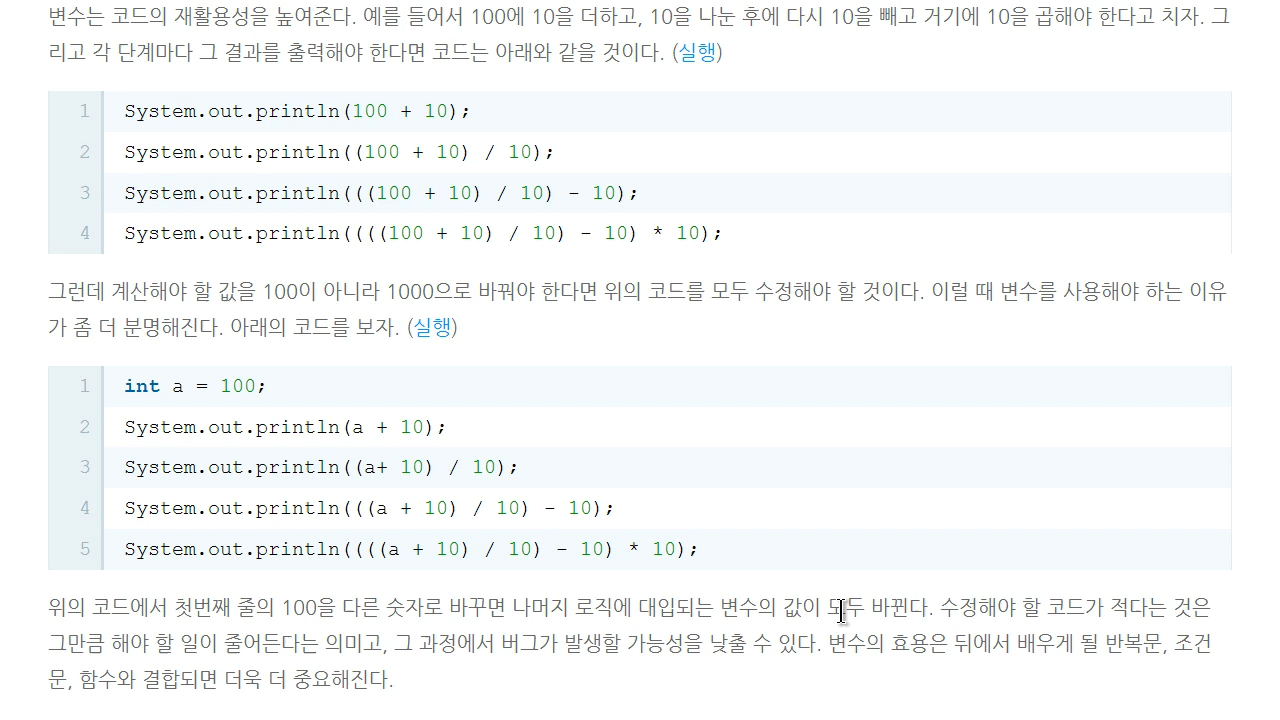 변수는 코드의 재활용성을 높여준다. 예를 들어서 100에 10을 더하고, 10을 나눈 후에 다시 10을 빼고 거기에 10을 곱해야 한다고 치자. 그
리고 각 단계마다 그 결과를 출력해야 한다면 코드는 아래와 같을 것이다. (실행)
1 System.out.println(100 + 10);
2 System.out.println((100 + 10) / 10);
3 System.out.println(((100 + 10) / 10) - 10);
4 System.out.println((((100 + 10) / 10) - 10) * 10);
그런데 계산해야 할 값을 100이 아니라 1000으로 바꿔야 한다면 위의 코드를 모두 수정해야 할 것이다. 이럴 때 변수를 사용해야 하는 이유
가 좀 더 분명해진다. 아래의 코드를 보자. (실행)
1 int a = 100;
2 System.out.println(a + 10);
3 System.out.println((a+ 10) / 10);
4 System.out.println(((a + 10) / 10) - 10);
5 System.out.println((((a + 10) / 10) - 10) * 10);
위의 코드에서 첫번째 줄의 100을 다른 숫자로 바꾸면 나머지 로직에 대입되는 변수의 값이 모두 바뀐다. 수정해야 할 코드가 적다는 것은
그만큼 해야 할 일이 줄어든다는 의미고, 그 과정에서 버그가 발생할 가능성을 낮출 수 있다. 변수의 효용은 뒤에서 배우게 될 반복문, 조건
문, 함수와 결합되면 더욱 더 중요해진다.